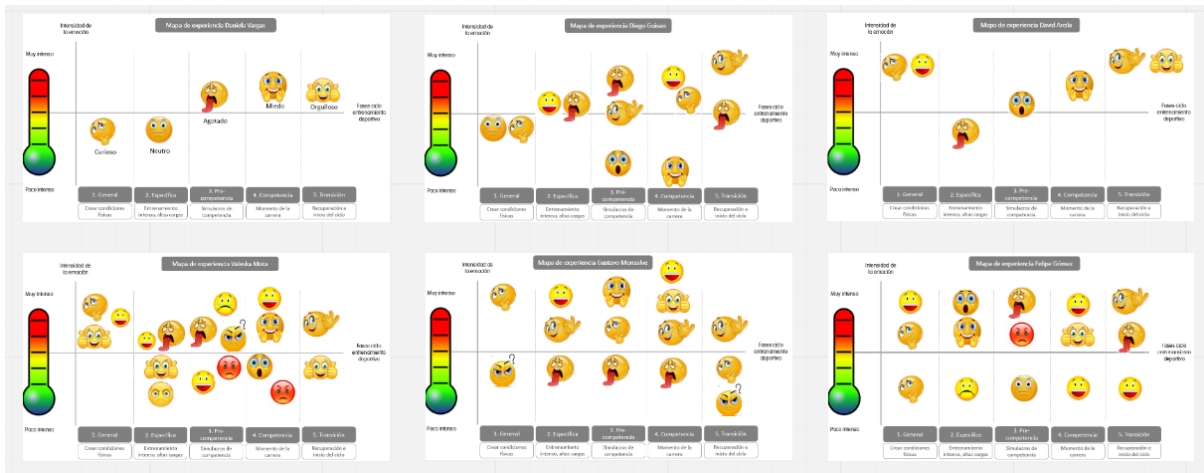 Mapa de experiencia Daniela Vargas
Intensidad de
la emoción
Muy intenso
Curioso
Neutro
Agotado
Miedo
Orgulloso
Fases ciclo
entrenamiento
deportivo
Poco intenso
1. General
2. Específica
3. Pre-
competencia
4. Competencia
5. Transición
Crear condiciones
físicas
Entrenamiento
intenso, altas cargas
Simulacros de
competencia
Momento de la
carrera
Recuperación e
inicio del ciclo
Mapa de experiencia Diego
Intensidad de
la emoción
Muy intenso
Fases ciclo
entrenamiento
deportivo
Poco intenso
1. General
2. Específica
3. Pre-
competencia
4. Competencia
5. Transición
Crear condiciones
físicas
Entrenamiento
intenso, altas cargas
Simulacros de
competencia
Momento de la
carrera
Recuperación e
inicio del ciclo
Mapa de experiencia David Arcila
Intensidad de
la emoción
Muy intenso
Fases ciclo
entrenamiento
deportivo
Poco intenso
1. General
2. Específica
3. Pre-
competencia
4. Competencia
5. Transición
Crear condiciones
físicas
Entrenamiento
intenso, altas cargas
Simulacros de
competencia
Momento de la
carrera
Recuperación e
inicio del ciclo
Mapa de experiencia Valeska Mora
Intensidad de
la emoción
Muy intenso
?
Fases ciclo
entrenamiento
deportivo
Poco intenso
1. General
2. Específica
3. Pre-
competencia
4. Competencia
5. Transición
Crear condiciones
físicas
Entrenamiento
intenso, altas cargas
Simulacros de
competencia
Momento de la
carrera
Recuperación e
inicio del ciclo
Mapa de experiencia Gustavo Monsalve
Intensidad de
la emoción
Muy intenso
?
Fases ciclo
entrenamiento
deportivo
?
Poco intenso
1. General
2. Específica
3. Pre-
competencia
4. Competencia
5. Transición
Crear condiciones
físicas
Entrenamiento
intenso, altas cargas
Simulacros de
competencia
Momento de la
carrera
Recuperación e
inicio del ciclo
Mapa de experiencia Felipe Gómez
Intensidad de
la emoción
Muy intenso
Fases ciclo
entrenamiento
deportivo
Poco intenso
1. General
2. Específica
3. Pre-
competencia
4. Competencia
5. Transición
Crear condiciones
físicas
Entrenamiento
intenso, altas cargas
Simulacros de
competencia
Momento de la
carrera
Recuperación e
inicio del ciclo